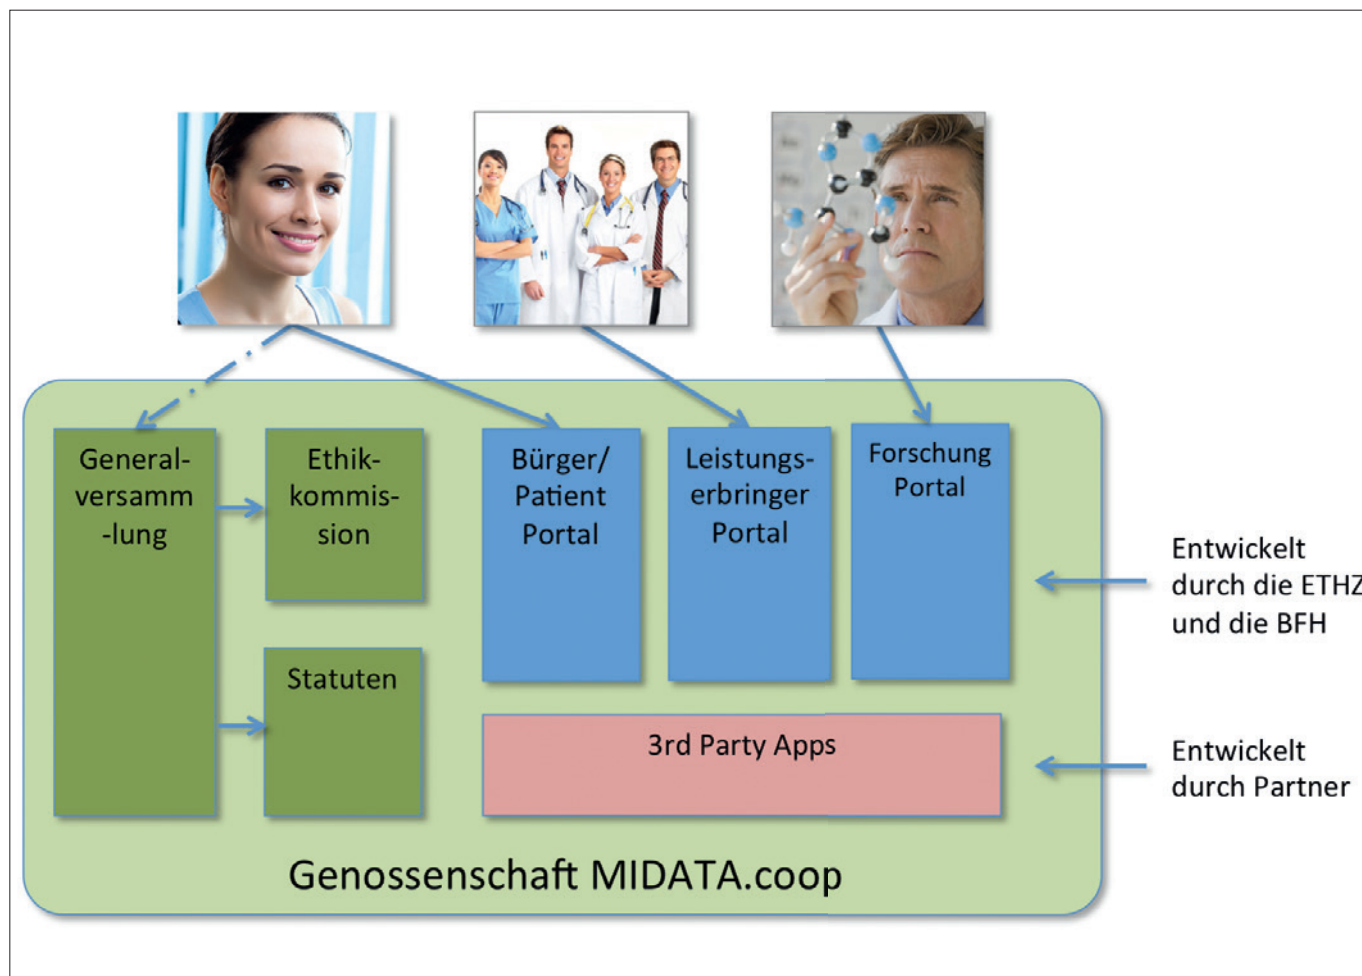 General-
versamm
-lung
Ethik-
kommis-
sion
Bürger/
Patient
Portal
Leistungs-
erbringer
Portal
Forschung
Portal
Entwickelt
durch die ETHZ
und die BFH
Statuten
3rd Party Apps
Entwickelt
durch Partner
Genossenschaft MIDATA.coop